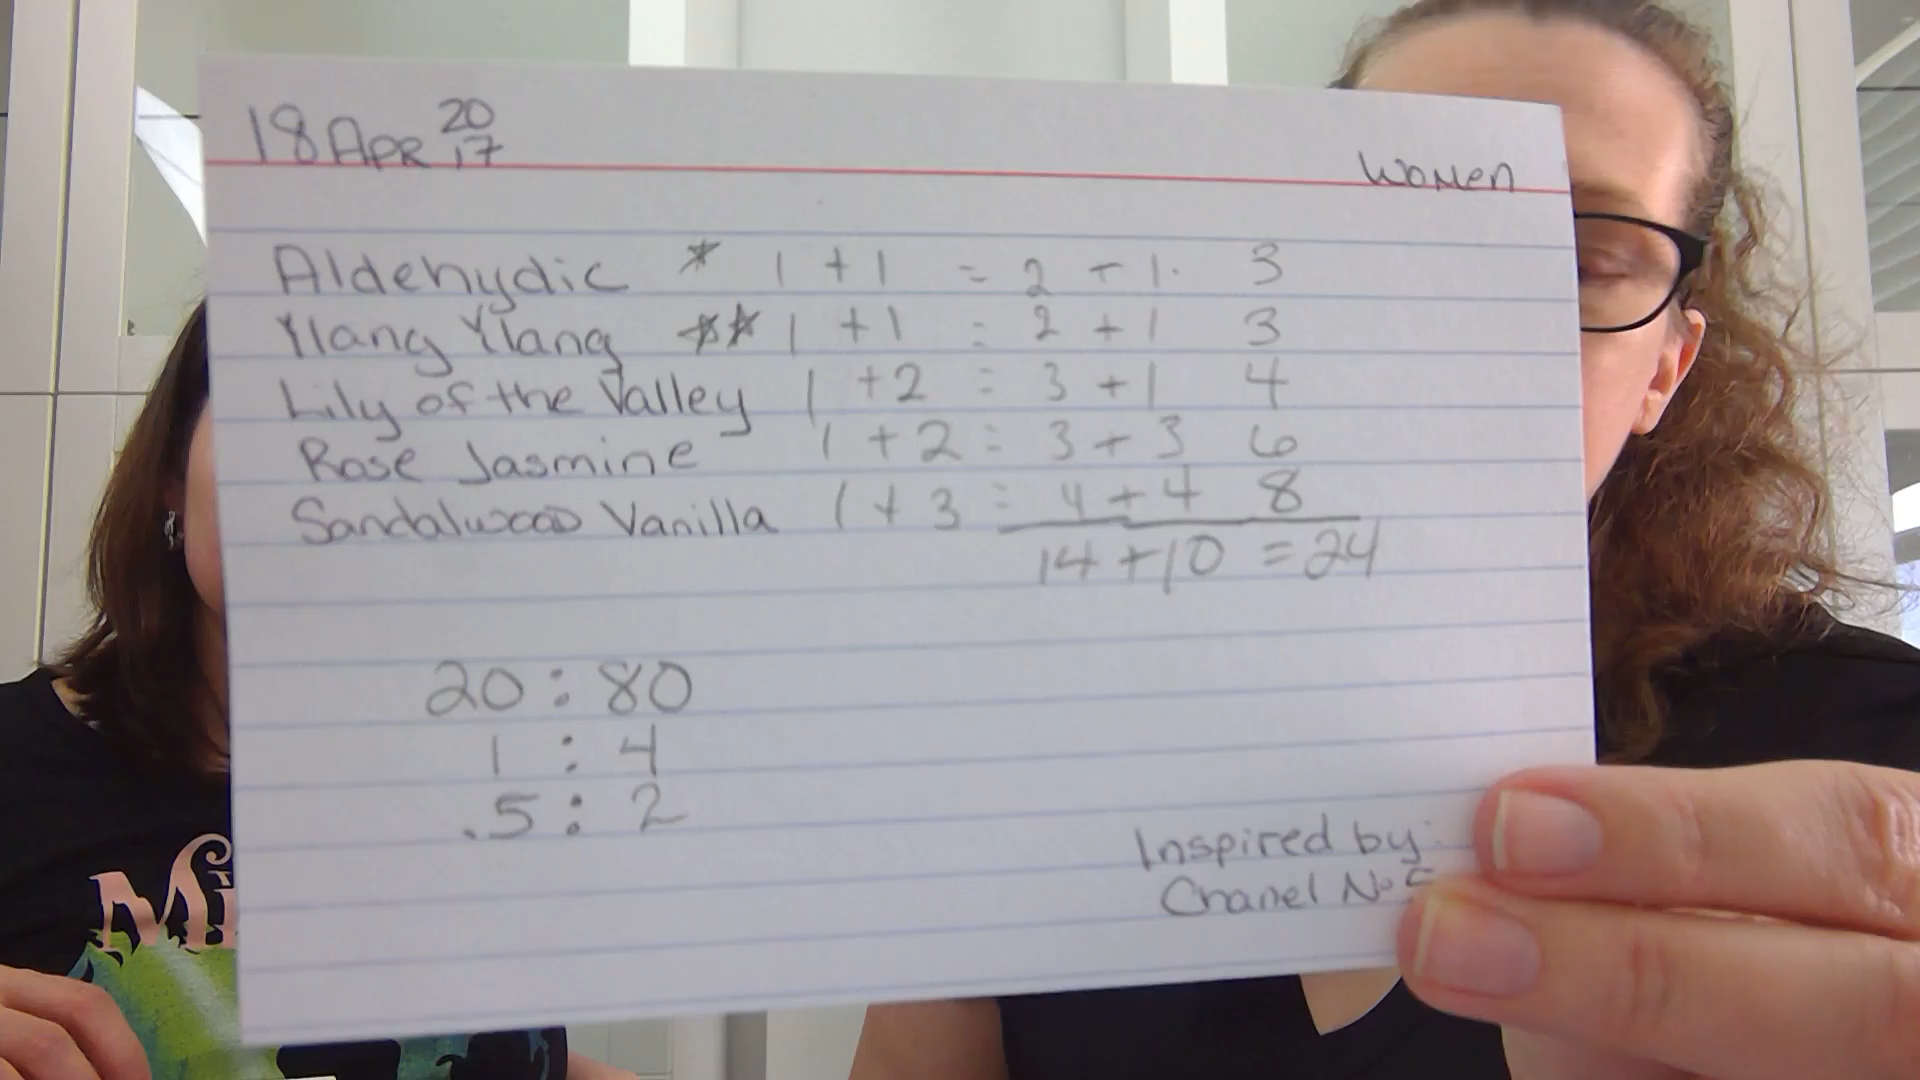 18 Apr 20
17
Women
Aldehydic * 1 + 1 = 2 + 1. 3
Ylang Ylang ** 1 + 1 = 2 + 1 3
Lily of the Valley 1 + 2 = 3 + 1 4
Rose Jasmine 1 + 2 = 3 + 3 6
Sandalwood Vanilla 1 + 3 = 4 + 4 8
14 + 10 = 24
20 : 80
1 : 4
.5 : 2
Inspired by:
Chanel No 5
Mi